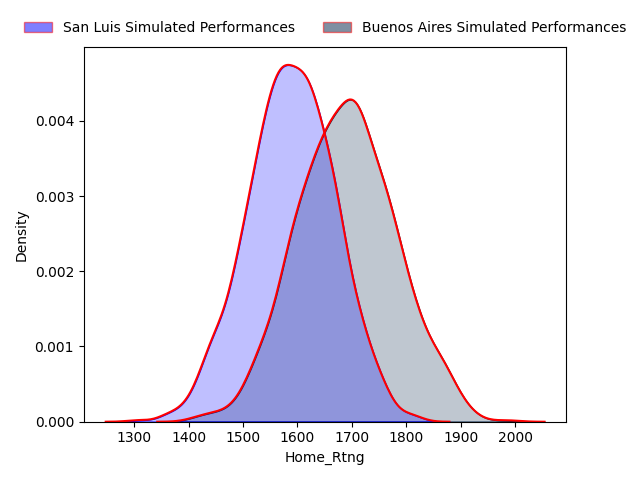 San Luis Simulated Performances
Buenos Aires Simulated Performances
Density
0.004
0.003
0.002
0.001
0.000
1300 1400 1500 1600 1700 1800 1900 2000
Home_Rtng